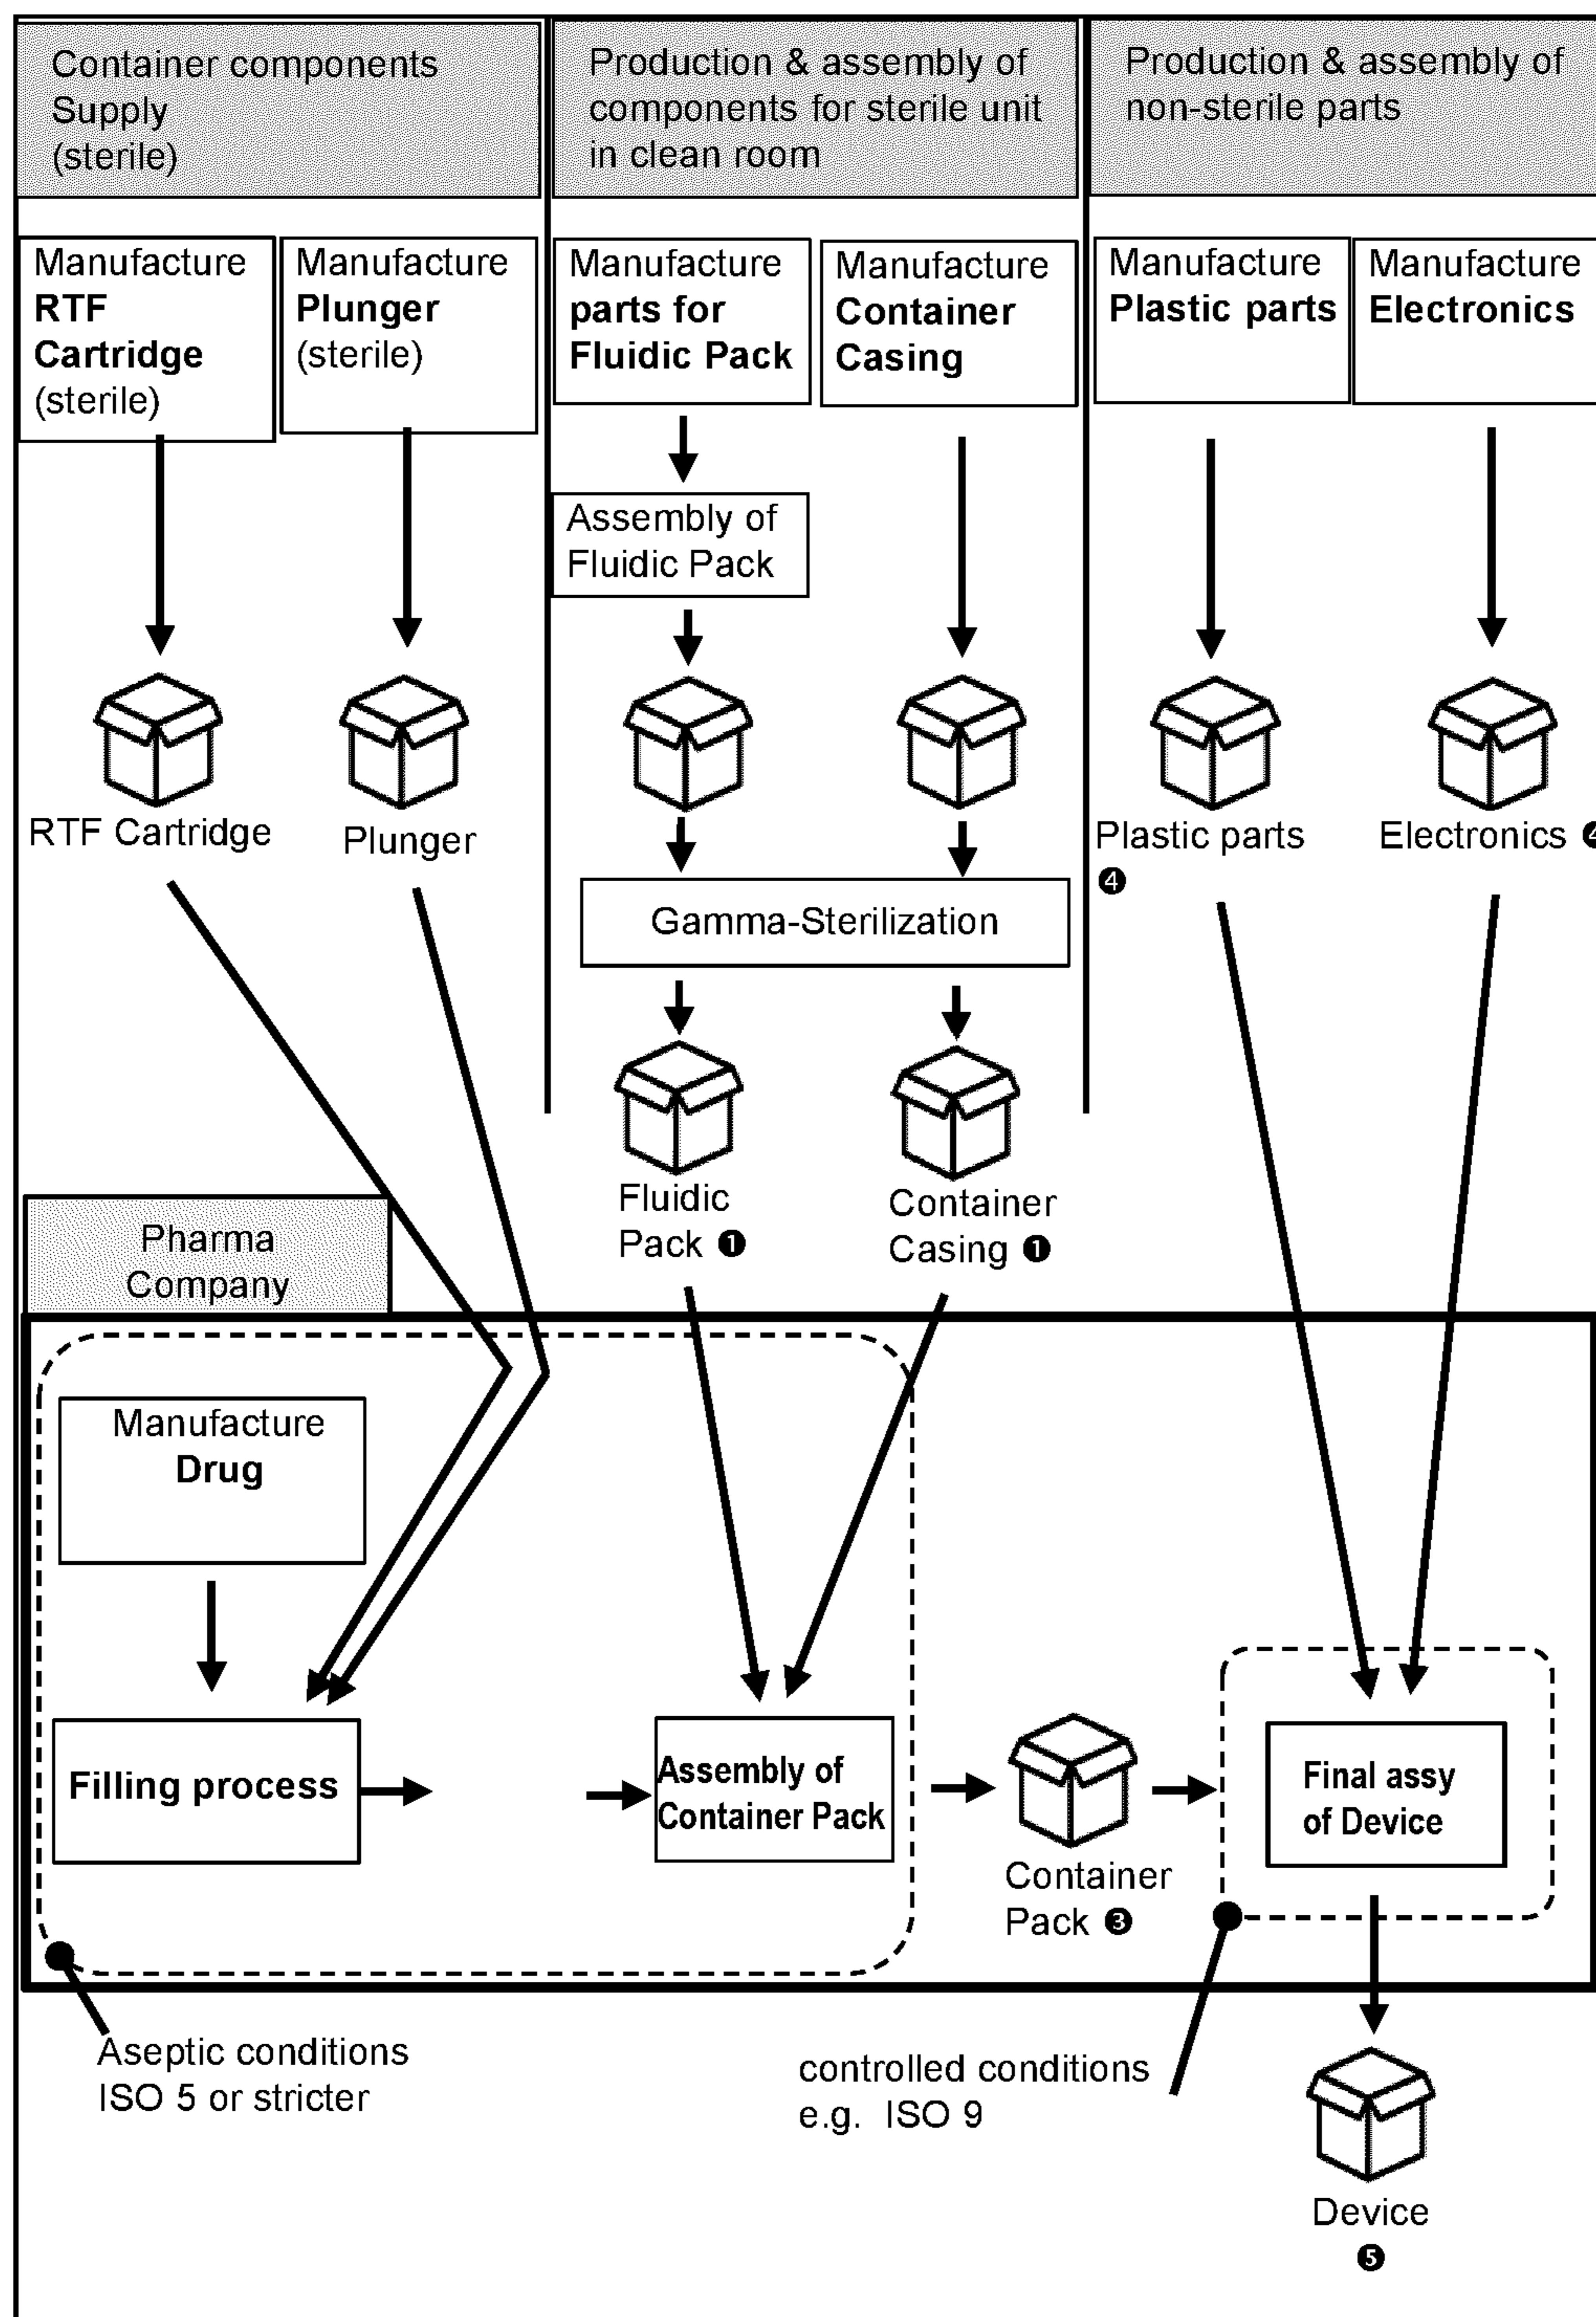 Container components
Supply
(sterile)
Production & assembly of
components for sterile unit
in clean room
Production & assembly of
non-sterile parts
Manufacture
RTF
Cartridge
(sterile)
Manufacture
Plunger
(sterile)
Manufacture
parts for
Fluidic Pack
Manufacture
Container
Casing
Manufacture
Plastic parts
Manufacture
Electronics
Assembly of
Fluidic Pack
RTF Cartridge
Plunger
Plastic parts
❹
Electronics ❹
Gamma-Sterilization
Fluidic
Pack ❶
Container
Casing ❶
Pharma
Company
Manufacture
Drug
Filling process
Assembly of
Container Pack
Container
Pack ❸
Final assy
of Device
Aseptic conditions
ISO 5 or stricter
controlled conditions
e.g. ISO 9
Device
❺